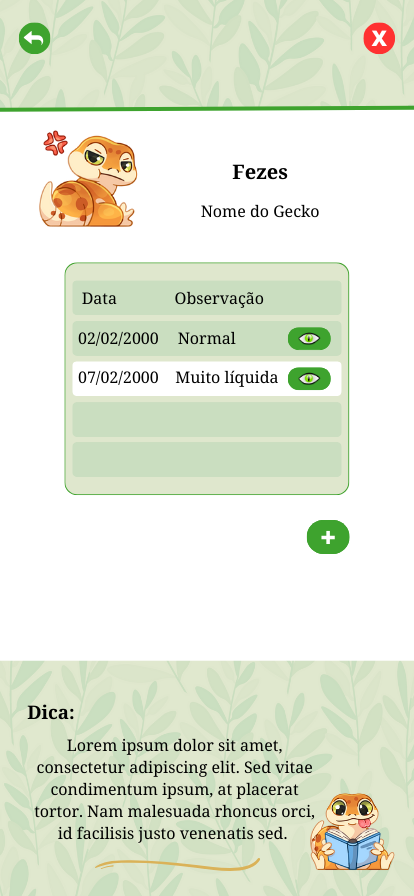 X
Fezes
Nome do Gecko
Data Observação
02/02/2000 Normal
07/02/2000 Muito líquida
+
Dica:
Lorem ipsum dolor sit amet,
consectetur adipiscing elit. Sed vitae
condimentum ipsum, at placerat
tortor. Nam malesuada rhoncus orci,
id facilisis justo venenatis sed.